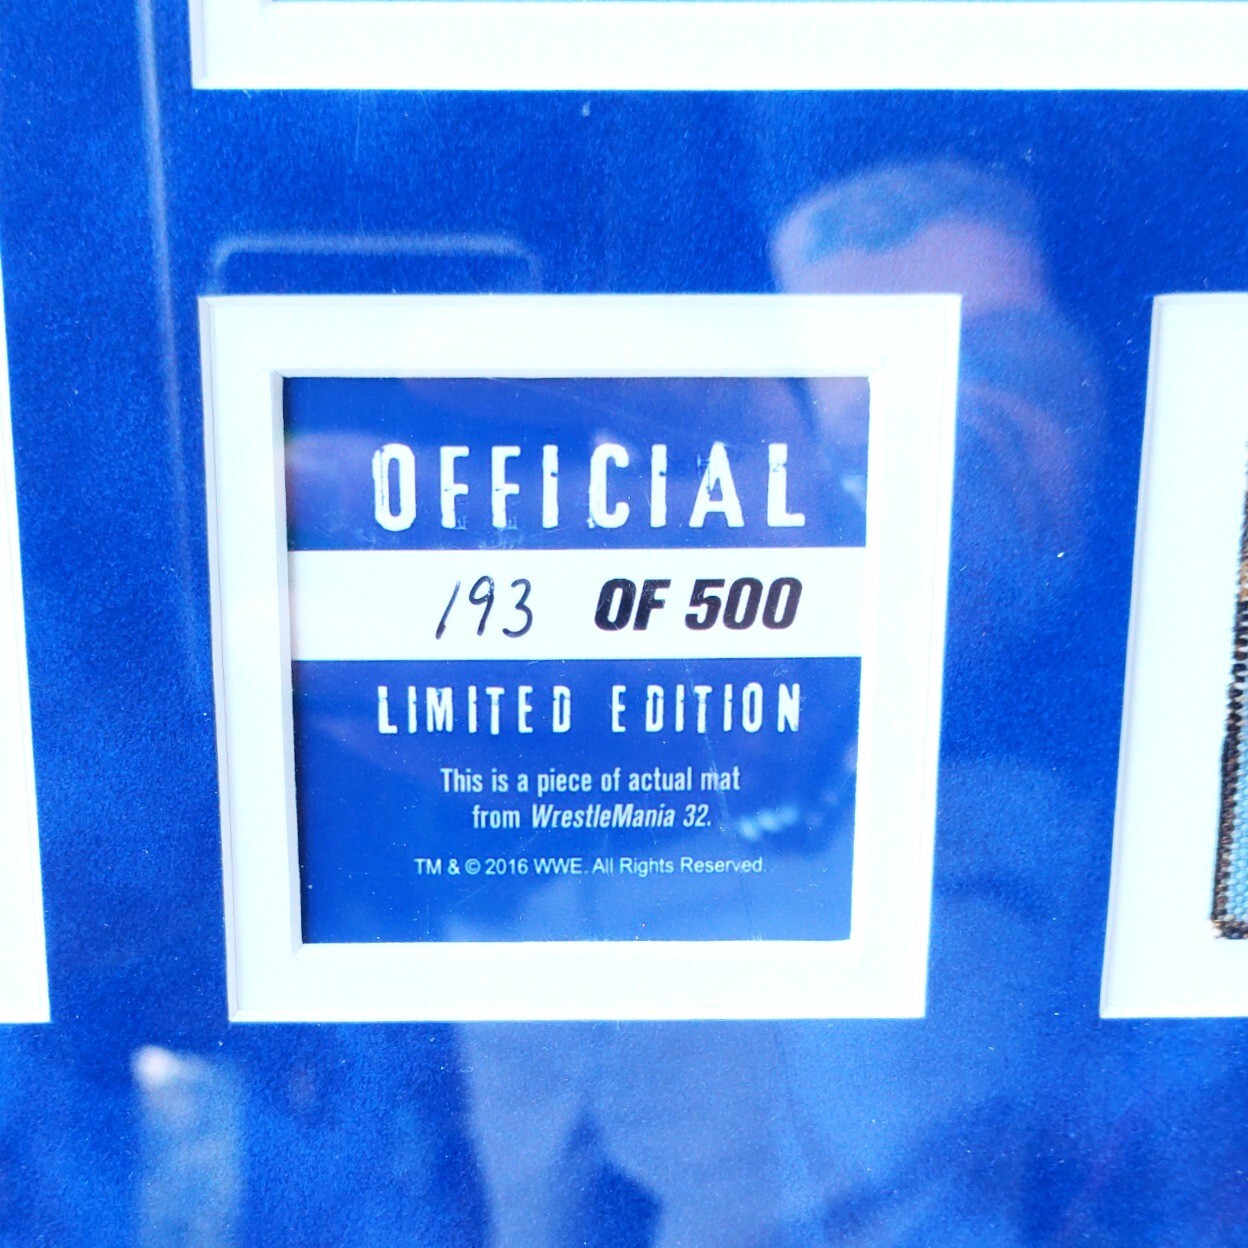 OFFICIAL
193 OF 500
LIMITED EDITION
This is a piece of actual mat
from WrestleMania 32.
TM & © 2016 WWE. All Rights Reserved.